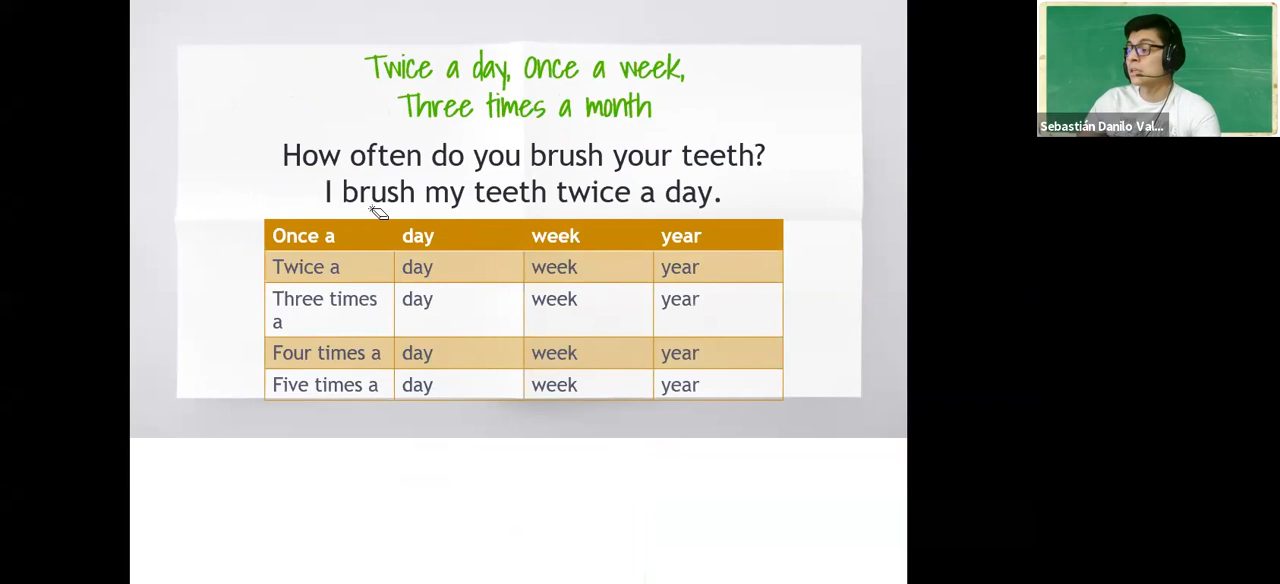 Twice a day, Once a week,
Three times a month
How often do you brush your teeth?
I brush my teeth twice a day.
Once a day week year
Twice a day week year
Three times a day week year
Four times a day week year
Five times a day week year
Sebastián Danilo Val...